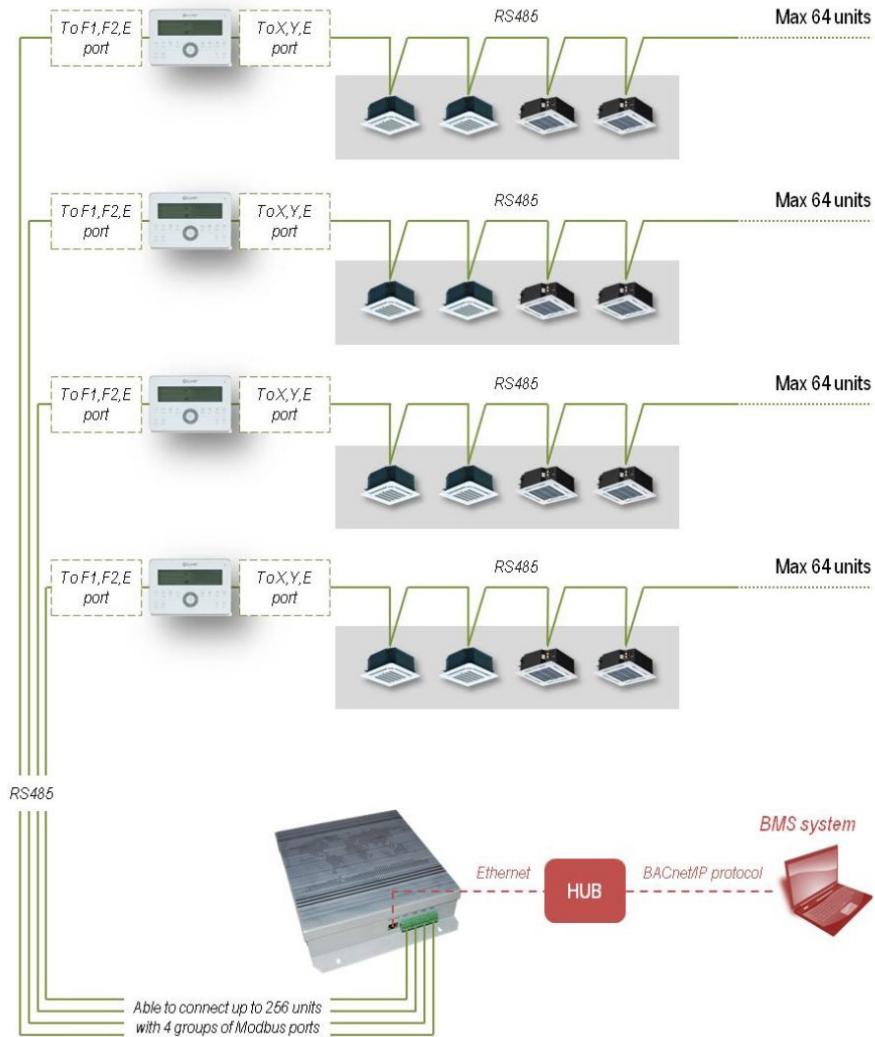 To F1,F2,E
port
To X,Y,E
port
RS485
Max 64 units
To F1,F2,E
port
To X,Y,E
port
RS485
Max 64 units
To F1,F2,E
port
To X,Y,E
port
RS485
Max 64 units
To F1,F2,E
port
To X,Y,E
port
RS485
Max 64 units
RS485
BMS system
Ethernet
HUB
BACnet/IP protocol
Able to connect up to 256 units
with 4 groups of Modbus ports